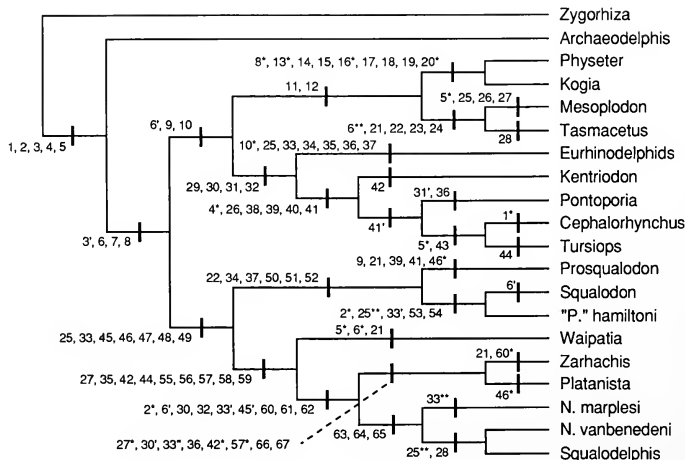 Zygorhiza
Archaeodelphis
Physeter
8*, 13*, 14, 15, 16*, 17, 18, 19, 20*
Kogia
11, 12
5*, 25, 26, 27
Mesoplodon
6**, 21, 22, 23, 24
Tasmacetus
28
6', 9, 10
1, 2, 3, 4, 5
10*, 25, 33, 34, 35, 36, 37
Eurhinodelphids
Kentriodon
42
29, 30, 31, 32
4*, 26, 38, 39, 40, 41
31', 36
Pontoporia
41'
1*
Cephalorhynchus
5*, 43
Tursiops
44
3', 6, 7, 8
9, 21, 39, 41, 46*
Prosqualodon
22, 34, 37, 50, 51, 52
6'
Squalodon
2*, 25**, 33', 53, 54
"P." hamiltoni
25, 33, 45, 46, 47, 48, 49
5*, 6*, 21
Waipatia
21, 60*
Zarhachis
27, 35, 42, 44, 55, 56, 57, 58, 59
Platanista
46*
2*, 6', 30, 32, 33', 45', 60, 61, 62
33**
N. marplesi
63, 64, 65
N. vanbenedeni
27*, 30', 33", 36, 42*, 57*, 66, 67
25**, 28
Squalodelphis